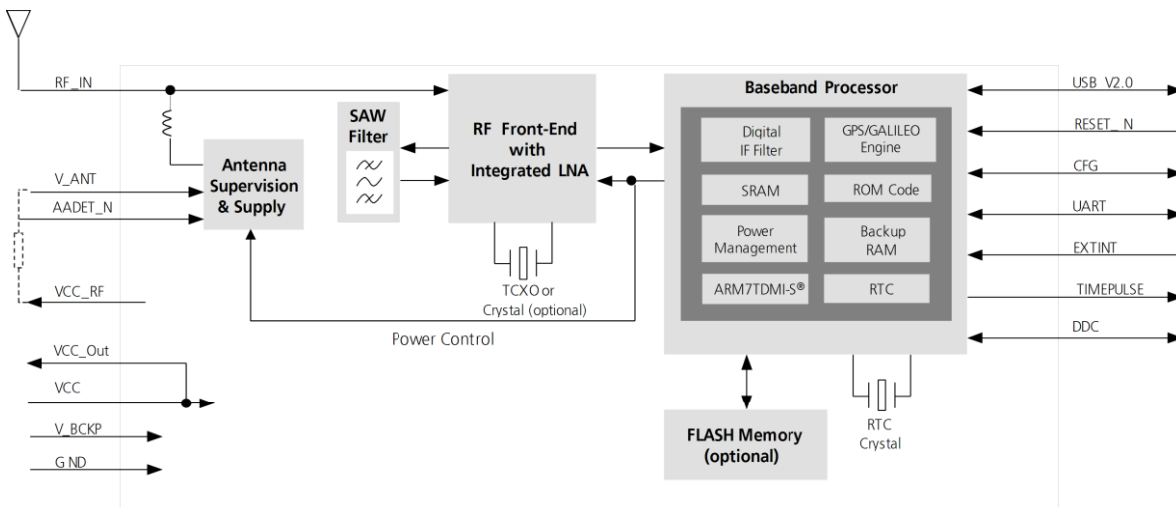 RF_IN
V_ANT
AADET_N
VCC_RF
VCC_Out
VCC
V_BCKP
GND
Antenna
Supervision
& Supply
SAW
Filter
RF Front-End
with
Integrated LNA
TCXO or
Crystal (optional)
Power Control
Baseband Processor
Digital
IF Filter
GPS/GALILEO
Engine
SRAM
ROM Code
Power
Management
Backup
RAM
ARM7TDMI-S®
RTC
FLASH Memory
(optional)
RTC
Crystal
USB V2.0
RESET_N
CFG
UART
EXTINT
TIMEPULSE
DDC